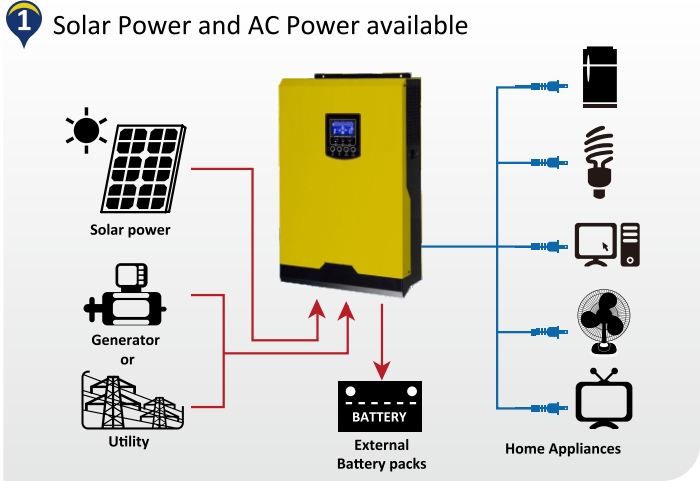 1 Solar Power and AC Power available
Solar power
Generator
or
Utility
BATTERY
External
Battery packs
Home Appliances